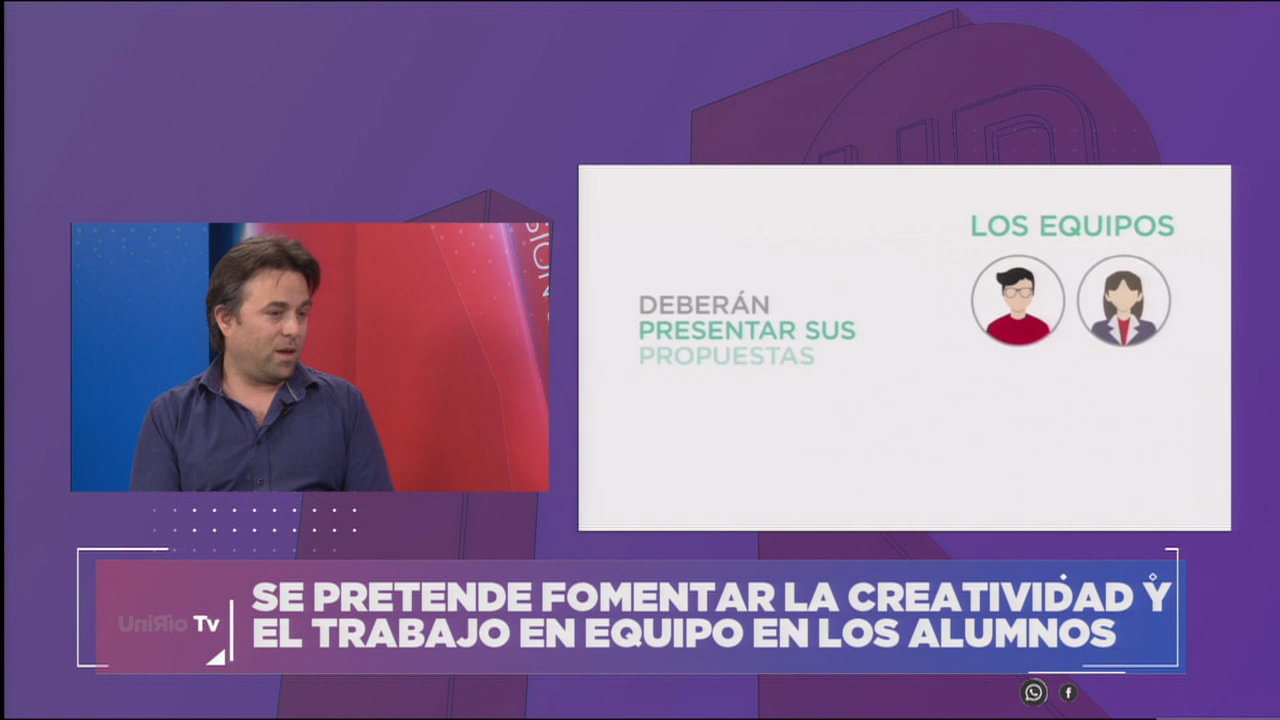 LOS EQUIPOS
DEBERÁN
PRESENTAR SUS
PROPUESTAS
SE PRETENDE FOMENTAR LA CREATIVIDAD Y
EL TRABAJO EN EQUIPO EN LOS ALUMNOS
UniRio Tv